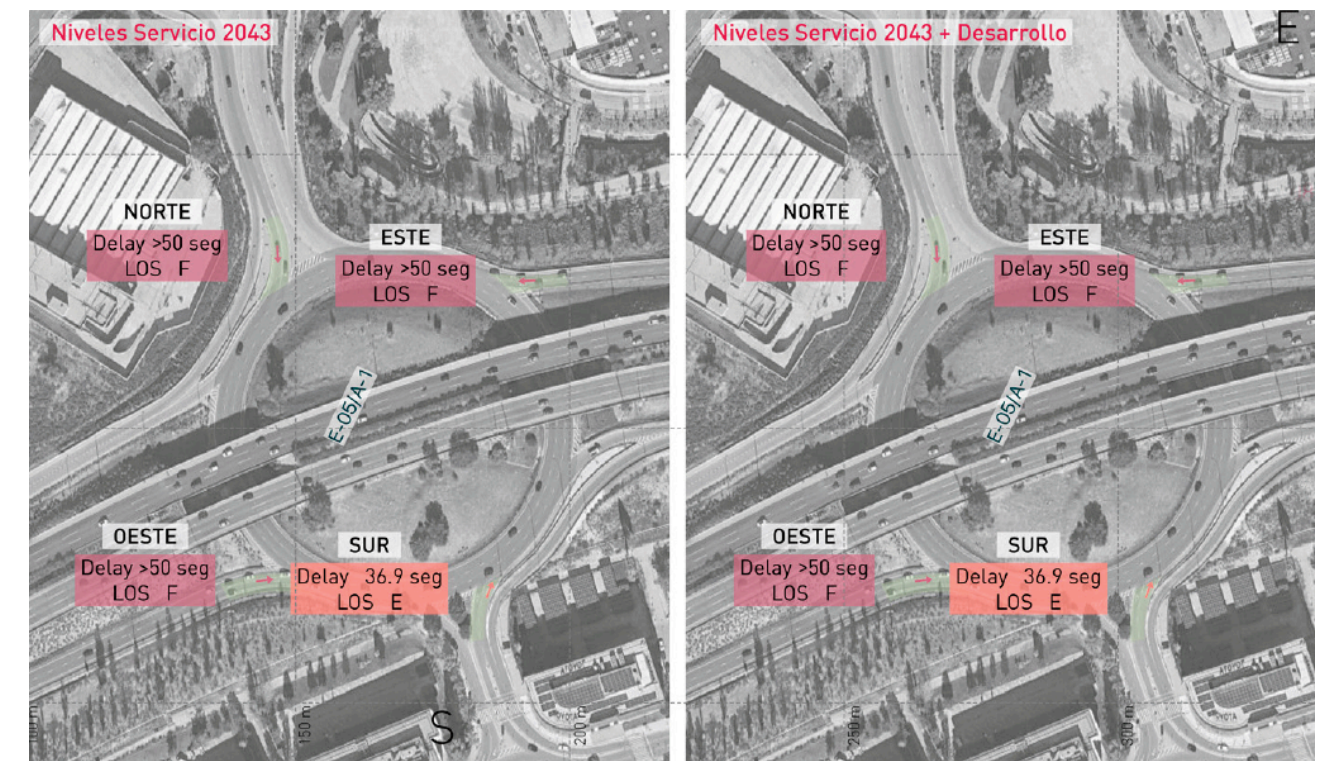 Niveles Servicio 2043
NORTE
Delay >50 seg
LOS F
ESTE
Delay >50 seg
LOS F
E-05/A-1
OESTE
Delay >50 seg
LOS F
SUR
Delay 36.9 seg
LOS E
150 m
S
200 m
Niveles Servicio 2043 + Desarrollo
E
NORTE
Delay >50 seg
LOS F
ESTE
Delay >50 seg
LOS F
E-05/A-1
OESTE
Delay >50 seg
LOS F
SUR
Delay 36.9 seg
LOS E
250 m
300 m